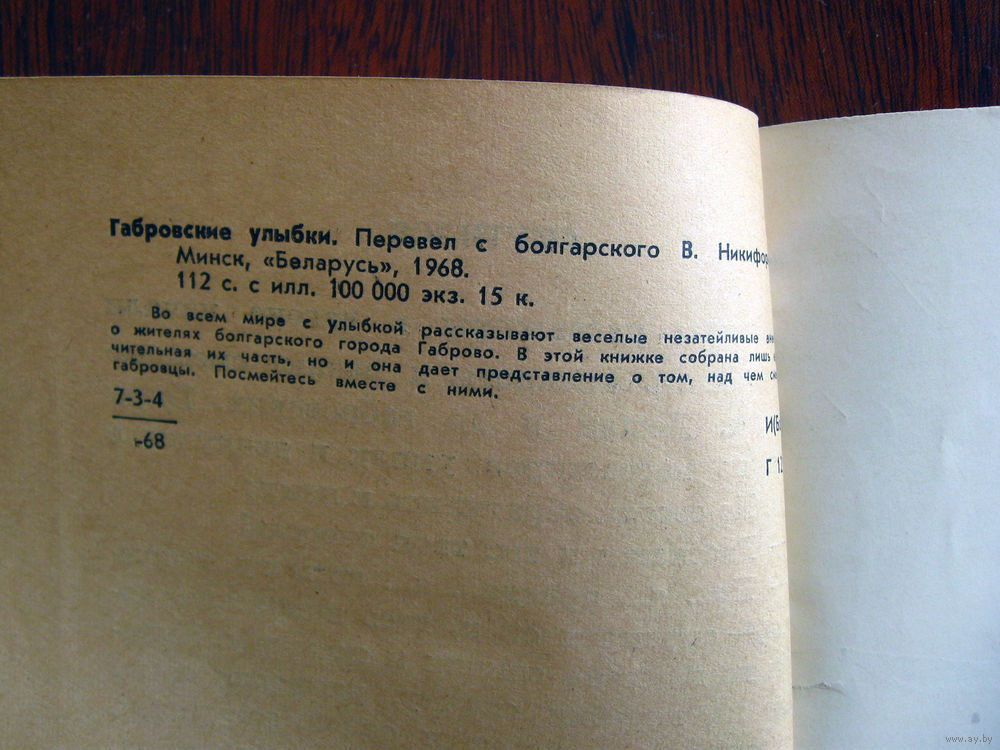 Габровские улыбки. Перевел с болгарского В. Никифор
Минск, «Беларусь», 1968.
112 с. с илл. 100 000 экз. 15 к.
Во всем мире с улыбкой рассказывают веселые незатейливые
о жителях болгарского города Габрово. В этой книжке собрана лишь
чительная их часть, но и она дает представление о том, над чем
габровцы. Посмейтесь вместе с ними.
7-3-4
-68
И(Б
Г 12
www.ay.by